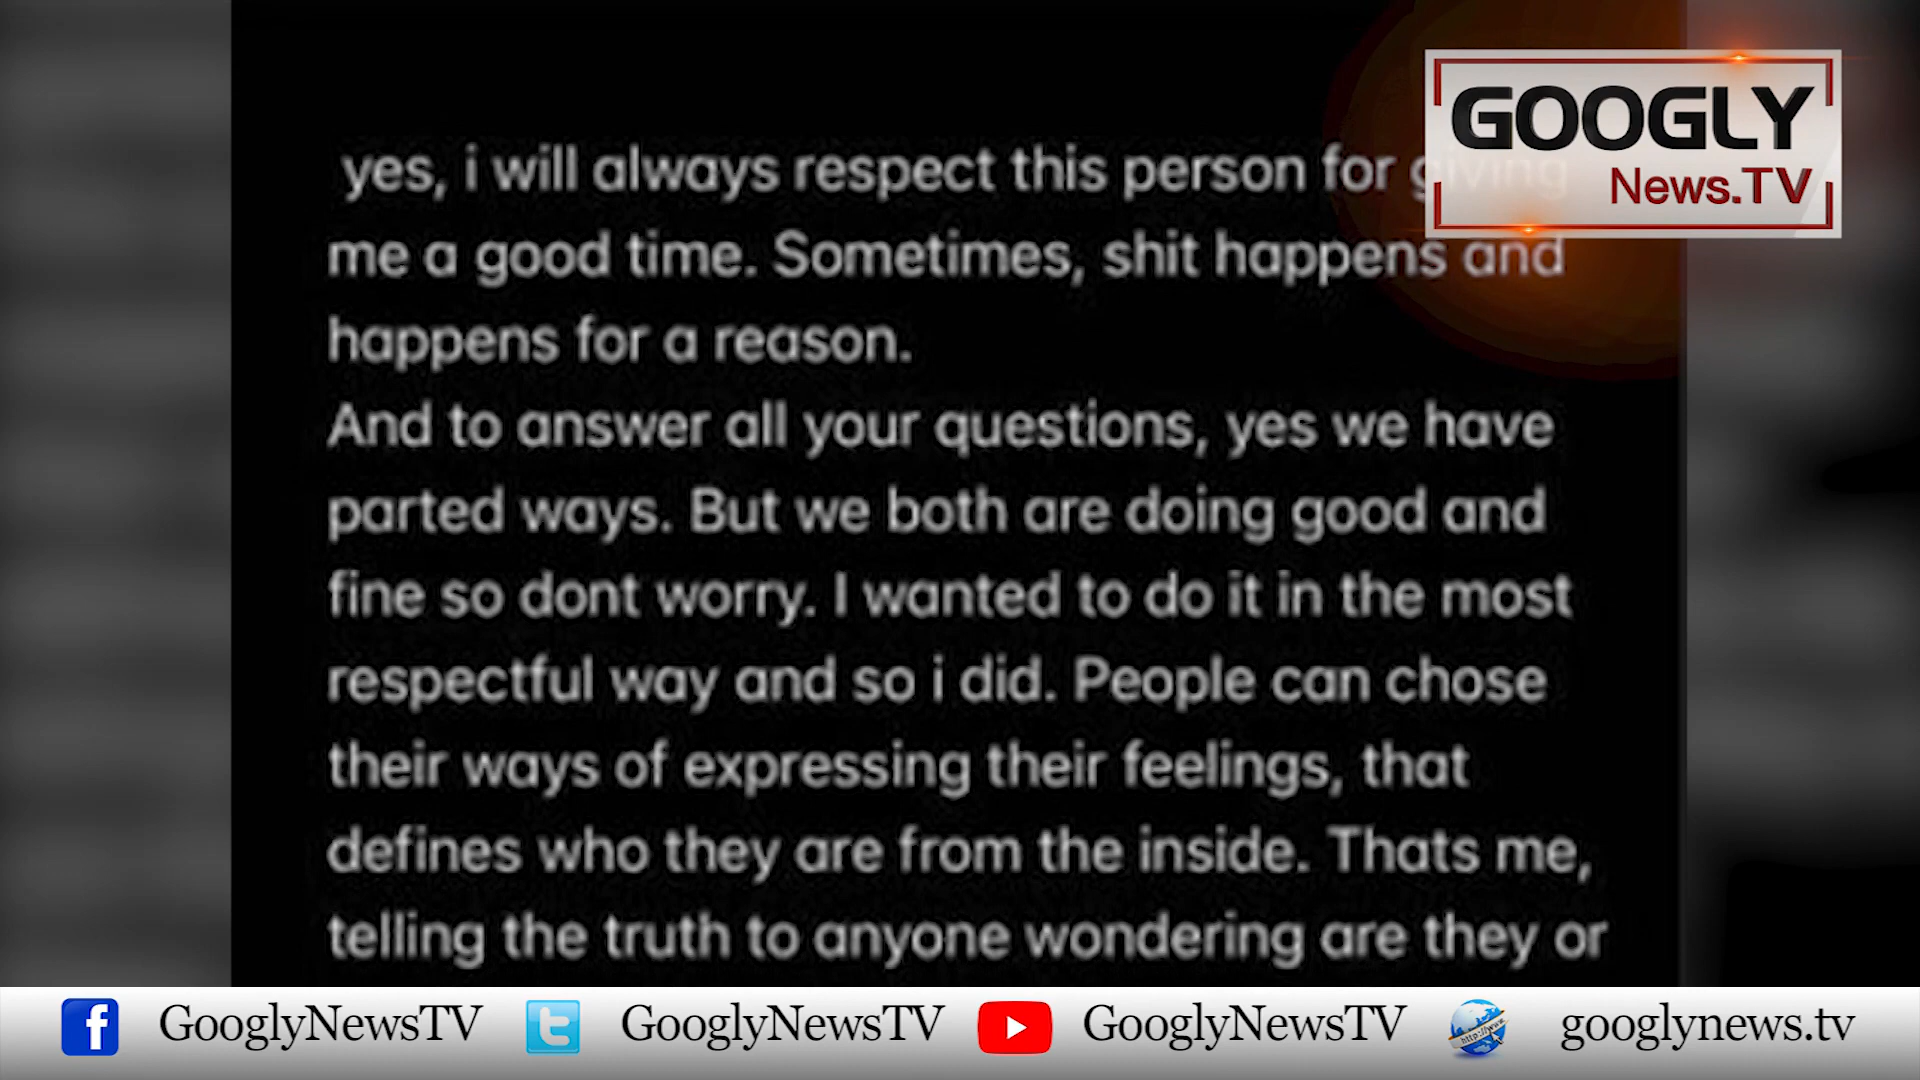 yes, i will always respect this person for giving
me a good time. Sometimes, shit happens and
happens for a reason.
And to answer all your questions, yes we have
parted ways. But we both are doing good and
fine so dont worry. I wanted to do it in the most
respectful way and so i did. People can chose
their ways of expressing their feelings, that
defines who they are from the inside. Thats me,
telling the truth to anyone wondering are they or
GOOGLY
News.TV
GooglyNewsTV GooglyNewsTV GooglyNewsTV googlynews.tv